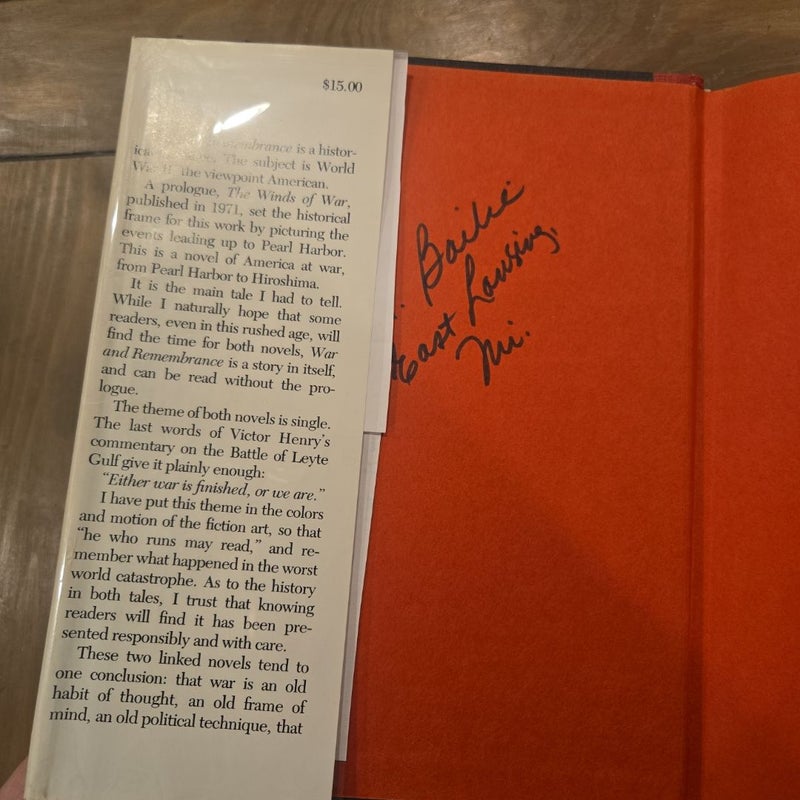 $15.00
Remembrance is a histor-
The subject is World
the viewpoint American.
A prologue, The Winds of War,
published in 1971, set the historical
frame for this work by picturing the
events leading up to Pearl Harbor.
This is a novel of America at war,
from Pearl Harbor to Hiroshima.
It is the main tale I had to tell.
While I naturally hope that some
readers, even in this rushed age, will
find the time for both novels, War
and Remembrance is a story in itself,
and can be read without the pro-
logue.
The theme of both novels is single.
The last words of Victor Henry's
commentary on the Battle of Leyte
Gulf give it plainly enough:
"Either war is finished, or we are."
I have put this theme in the colors
and motion of the fiction art, so that
"he who runs may read," and re-
member what happened in the worst
world catastrophe. As to the history
in both tales, I trust that knowing
readers will find it has been pre-
sented responsibly and with care.
These two linked novels tend to
one conclusion: that war is an old
habit of thought, an old frame of
mind, an old political technique, that
Bailie
East Lansing,
Mi.